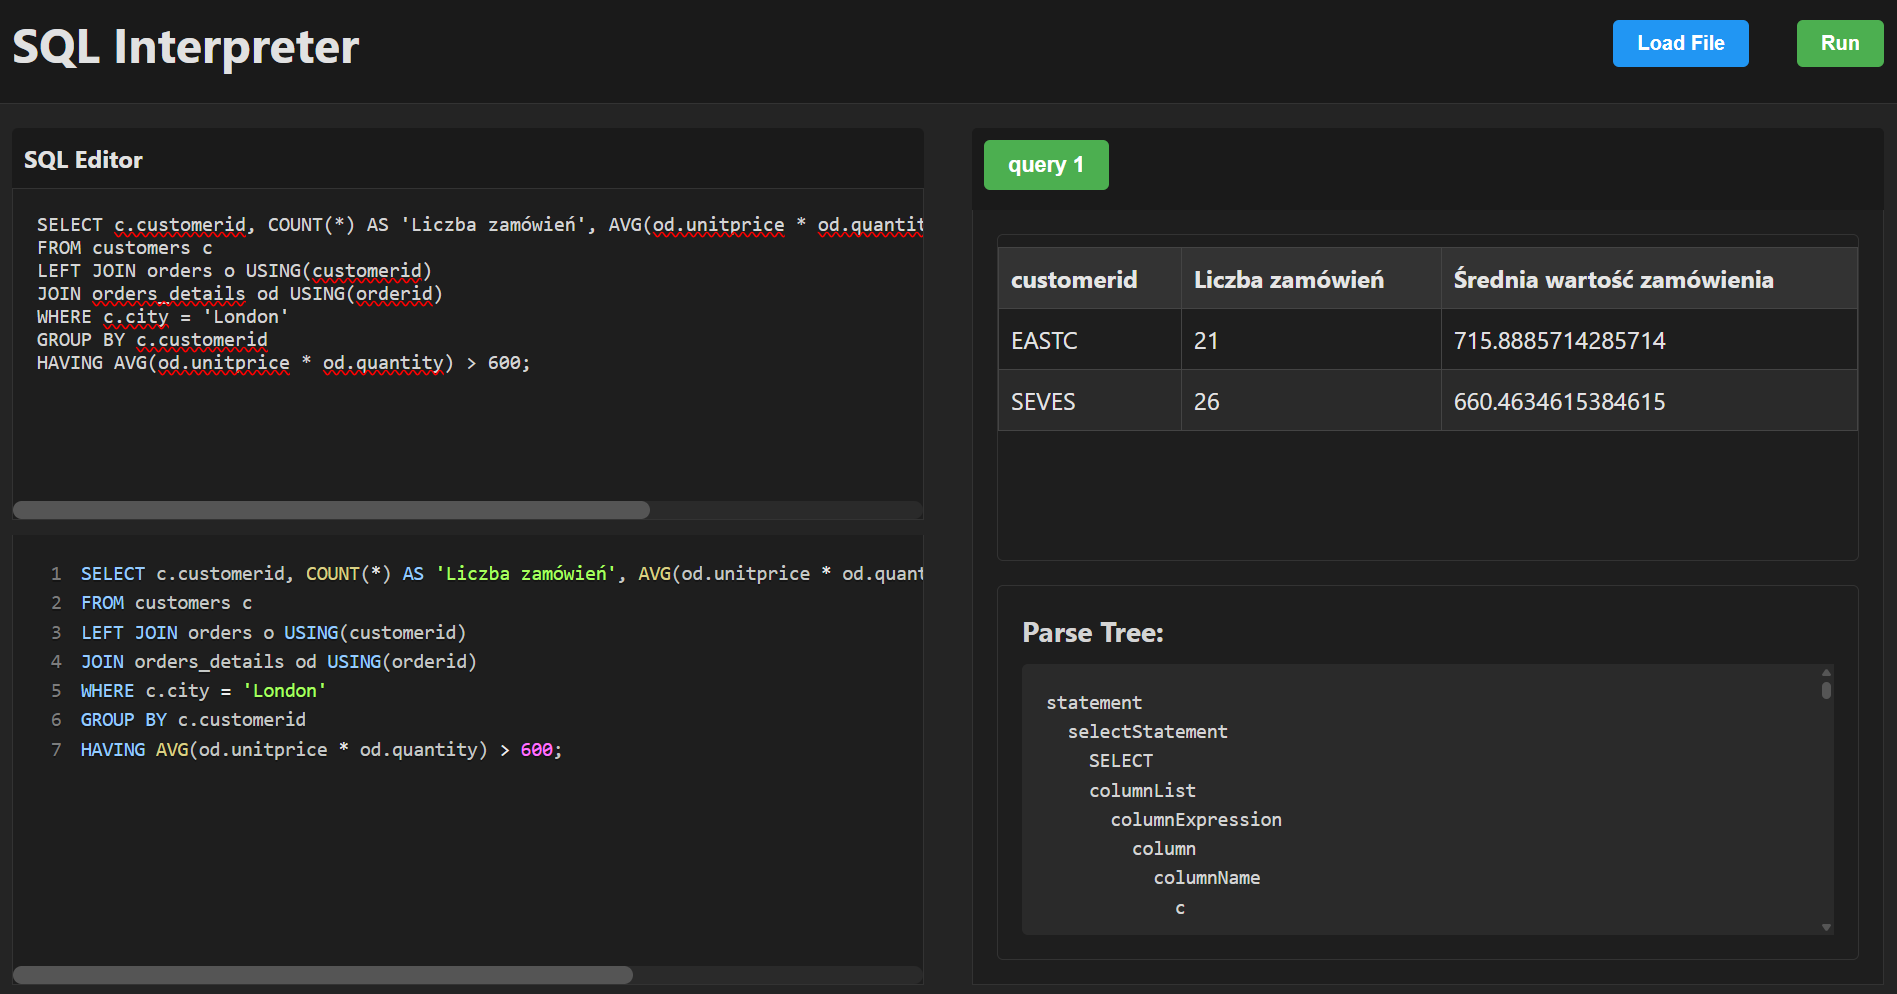 SQL Interpreter
Load File
Run
SQL Editor
SELECT c.customerid, COUNT(*) AS 'Liczba zamówień', AVG(od.unitprice * od.quantit
FROM customers c
LEFT JOIN orders o USING(customerid)
JOIN orders_details od USING(orderid)
WHERE c.city = 'London'
GROUP BY c.customerid
HAVING AVG(od.unitprice * od.quantity) > 600;
1 SELECT c.customerid, COUNT(*) AS 'Liczba zamówień', AVG(od.unitprice * od.quant
2 FROM customers c
3 LEFT JOIN orders o USING(customerid)
4 JOIN orders_details od USING(orderid)
5 WHERE c.city = 'London'
6 GROUP BY c.customerid
7 HAVING AVG(od.unitprice * od.quantity) > 600;
query 1
customerid Liczba zamówień Średnia wartość zamówienia
EASTC 21 715.8885714285714
SEVES 26 660.4634615384615
Parse Tree:
statement
selectStatement
SELECT
columnList
columnExpression
column
columnName
c